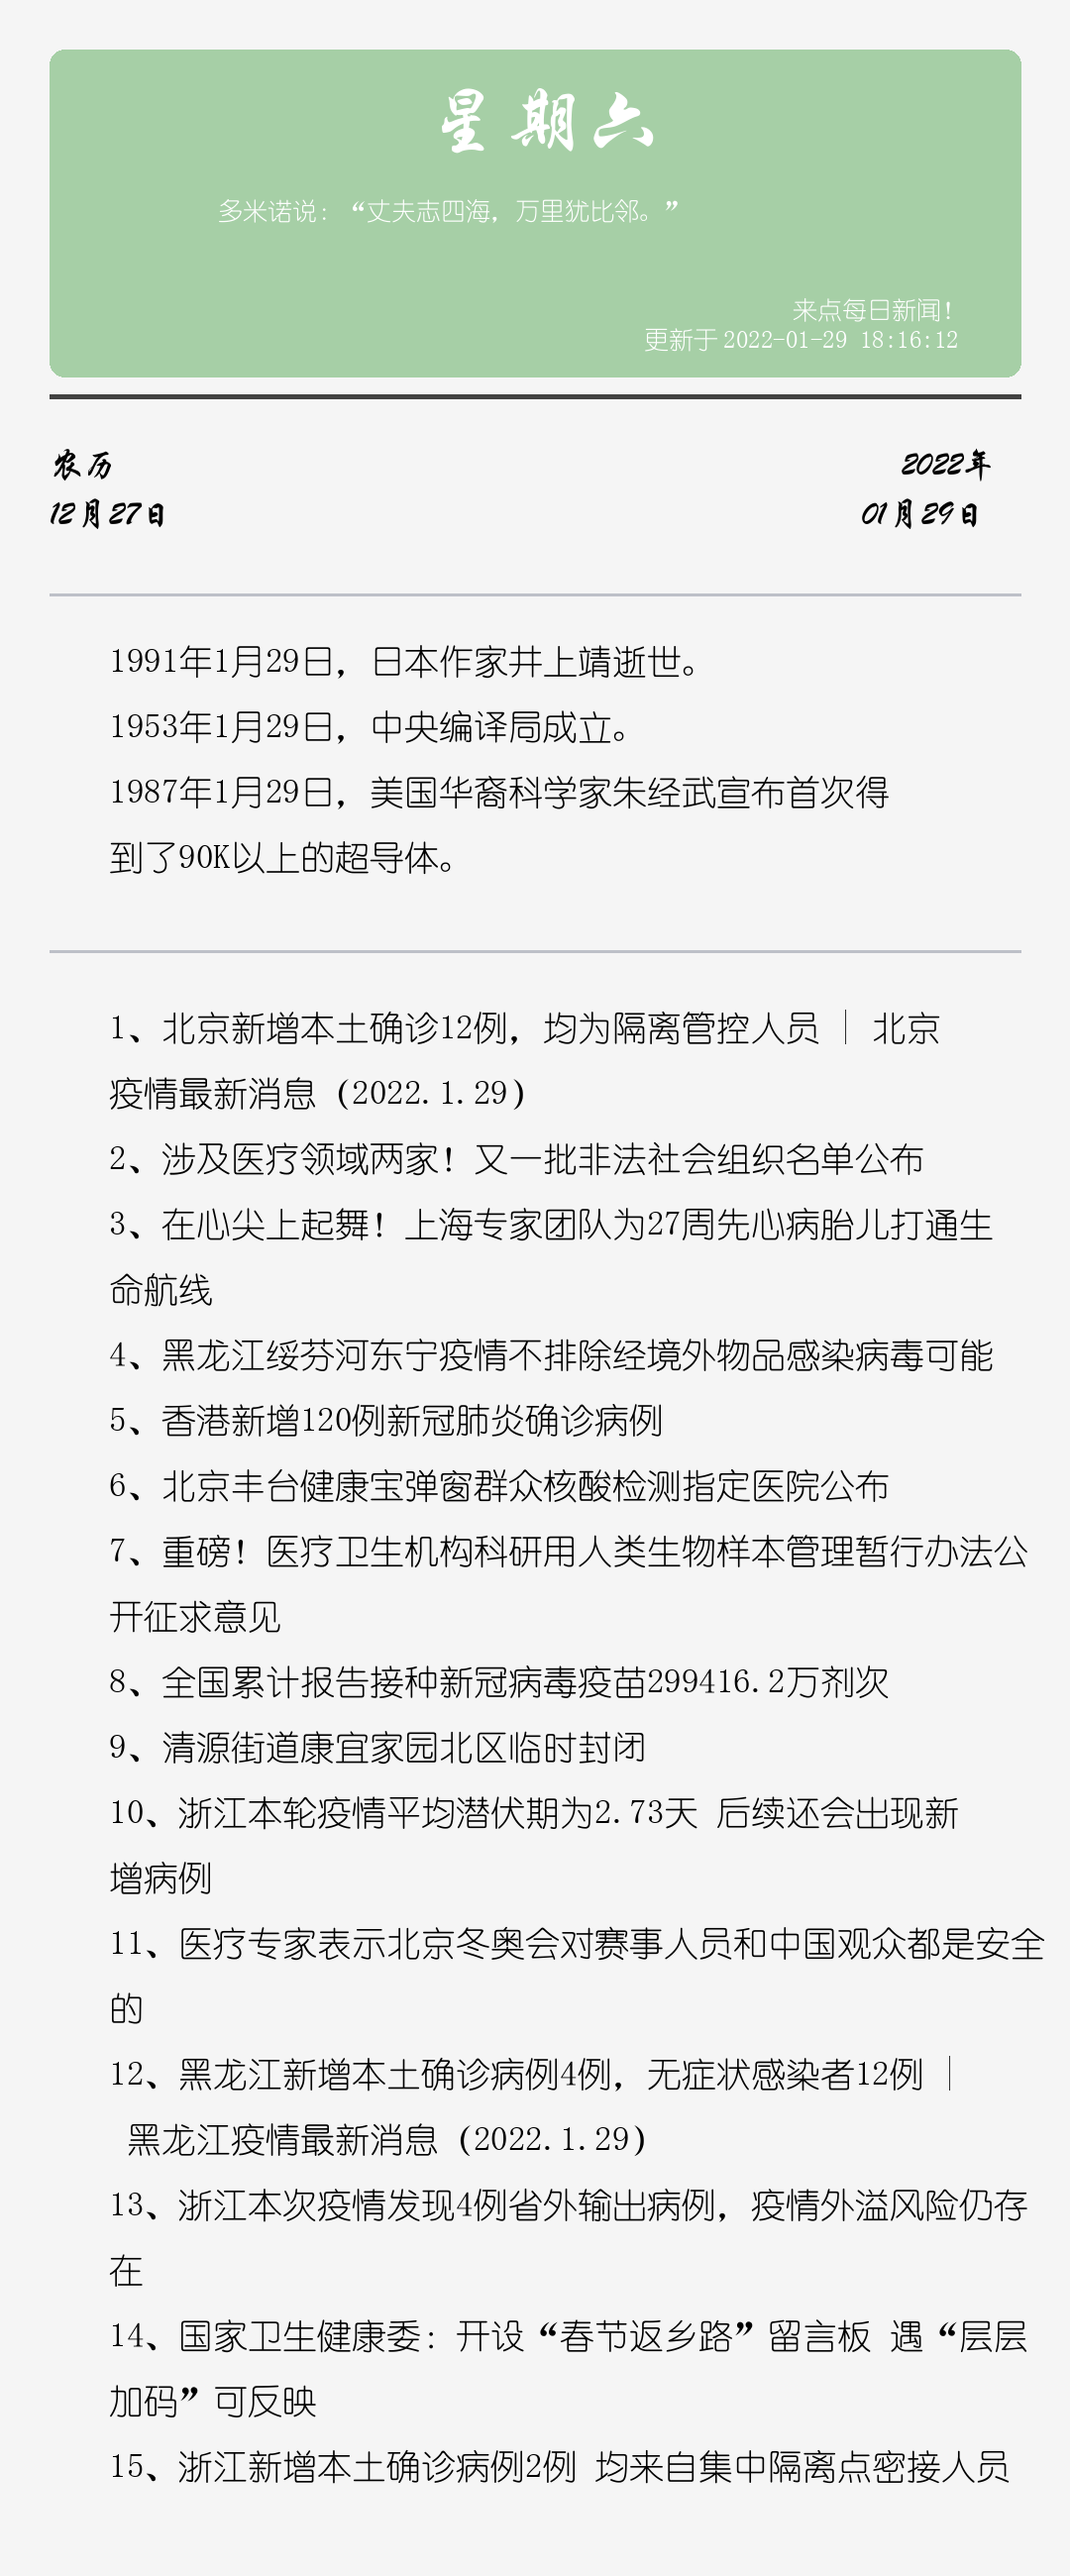 星期六
多米诺说：“丈夫志四海，万里犹比邻。”
来点每日新闻！
更新于 2022-01-29 18:16:12
农历
2022年
12月27日
01月29日
1991年1月29日，日本作家井上靖逝世。
1953年1月29日，中央编译局成立。
1987年1月29日，美国华裔科学家朱经武宣布首次得
到了90K以上的超导体。
1、北京新增本土确诊12例，均为隔离管控人员 | 北京
疫情最新消息（2022.1.29）
2、涉及医疗领域两家！又一批非法社会组织名单公布
3、在心尖上起舞！上海专家团队为27周先心病胎儿打通生
命航线
4、黑龙江绥芬河东宁疫情不排除经境外物品感染病毒可能
5、香港新增120例新冠肺炎确诊病例
6、北京丰台健康宝弹窗群众核酸检测指定医院公布
7、重磅！医疗卫生机构科研用人类生物样本管理暂行办法公
开征求意见
8、全国累计报告接种新冠病毒疫苗299416.2万剂次
9、清源街道康宜家园北区临时封闭
10、浙江本轮疫情平均潜伏期为2.73天 后续还会出现新
增病例
11、医疗专家表示北京冬奥会对赛事人员和中国观众都是安全
的
12、黑龙江新增本土确诊病例4例，无症状感染者12例 |
黑龙江疫情最新消息（2022.1.29）
13、浙江本次疫情发现4例省外输出病例，疫情外溢风险仍存
在
14、国家卫生健康委：开设“春节返乡路”留言板 遇“层层
加码”可反映
15、浙江新增本土确诊病例2例 均来自集中隔离点密接人员